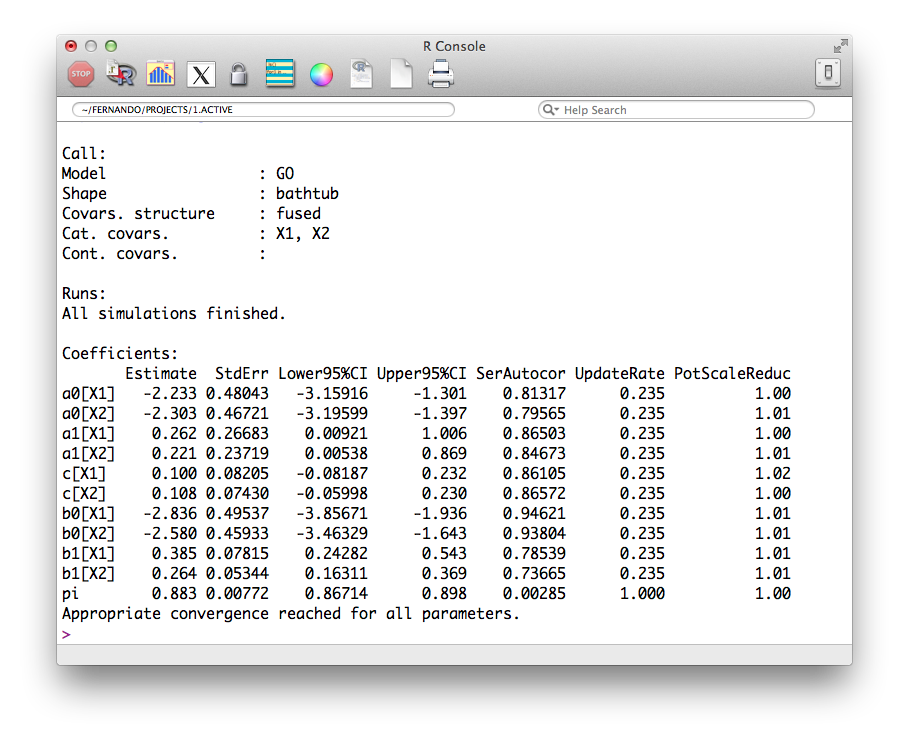 R Console
STOP
~/FERNANDO/PROJECTS/1.ACTIVE
Help Search
Call:
Model                  : GO
Shape                  : bathtub
Covars. structure      : fused
Cat. covars.           : X1, X2
Cont. covars.          :
Runs:
All simulations finished.
Coefficients:
       Estimate  StdErr Lower95%CI Upper95%CI SerAutocor UpdateRate PotScaleReduc
a0[X1]   -2.233 0.48043   -3.15916     -1.301    0.81317      0.235          1.00
a0[X2]   -2.303 0.46721   -3.19599     -1.397    0.79565      0.235          1.01
a1[X1]    0.262 0.26683    0.00921      1.006    0.86503      0.235          1.00
a1[X2]    0.221 0.23719    0.00538      0.869    0.84673      0.235          1.01
c[X1]     0.100 0.08205   -0.08187      0.232    0.86105      0.235          1.02
c[X2]     0.108 0.07430   -0.05998      0.230    0.86572      0.235          1.00
b0[X1]   -2.836 0.49537   -3.85671     -1.936    0.94621      0.235          1.01
b0[X2]   -2.580 0.45933   -3.46329     -1.643    0.93804      0.235          1.01
b1[X1]    0.385 0.07815    0.24282      0.543    0.78539      0.235          1.01
b1[X2]    0.264 0.05344    0.16311      0.369    0.73665      0.235          1.01
pi        0.883 0.00772    0.86714      0.898    0.00285      1.000          1.00
Appropriate convergence reached for all parameters.
>